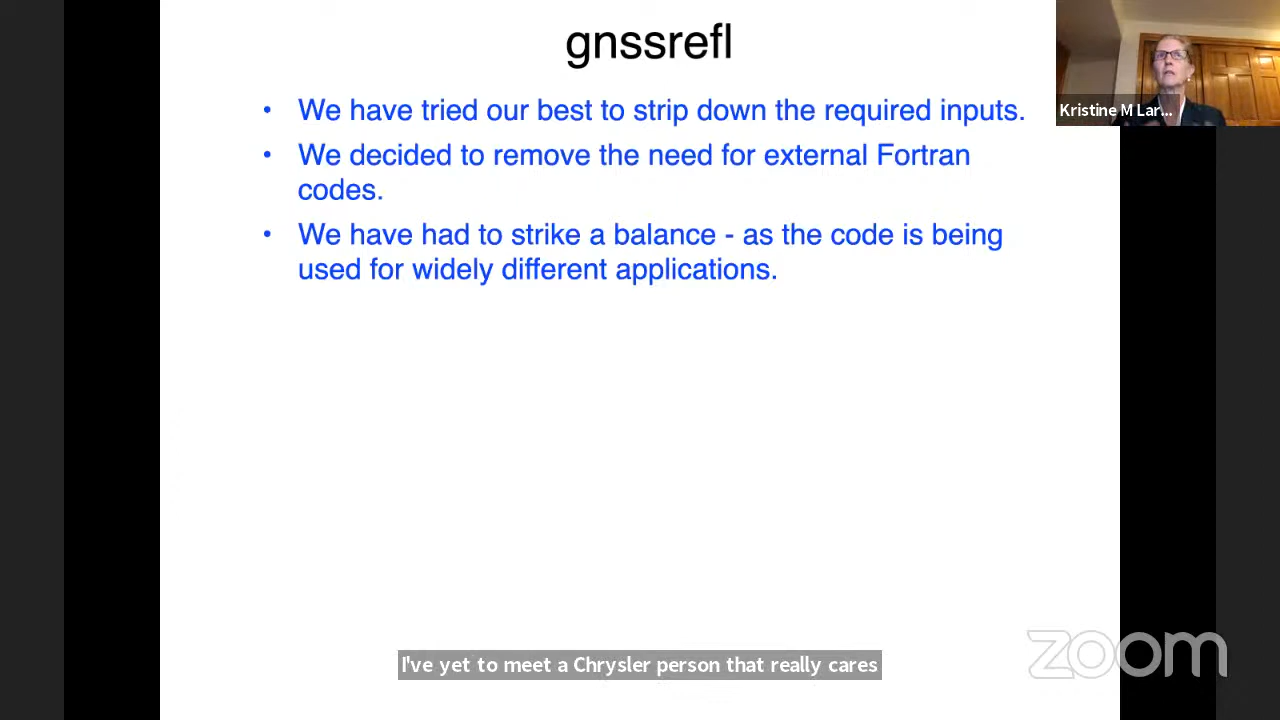 gnssrefl
• We have tried our best to strip down the required inputs.
• We decided to remove the need for external Fortran
codes.
• We have had to strike a balance - as the code is being
used for widely different applications.
Kristine M Lar...
I've yet to meet a Chrysler person that really cares
zoom